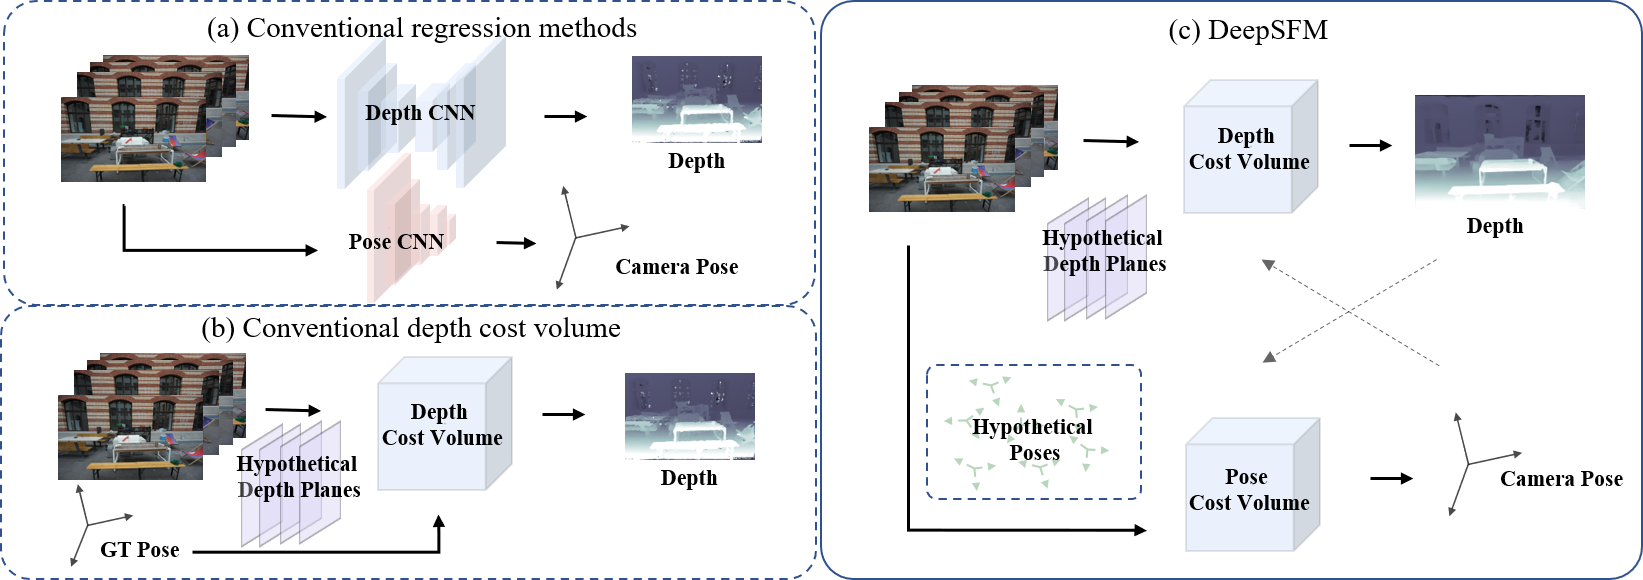 (a) Conventional regression methods
Depth CNN
Depth
Pose CNN
Camera Pose
(b) Conventional depth cost volume
Hypothetical
Depth Planes
Depth
Cost Volume
Depth
GT Pose
(c) DeepSFM
Depth
Cost Volume
Depth
Hypothetical
Depth Planes
Hypothetical
Poses
Pose
Cost Volume
Camera Pose